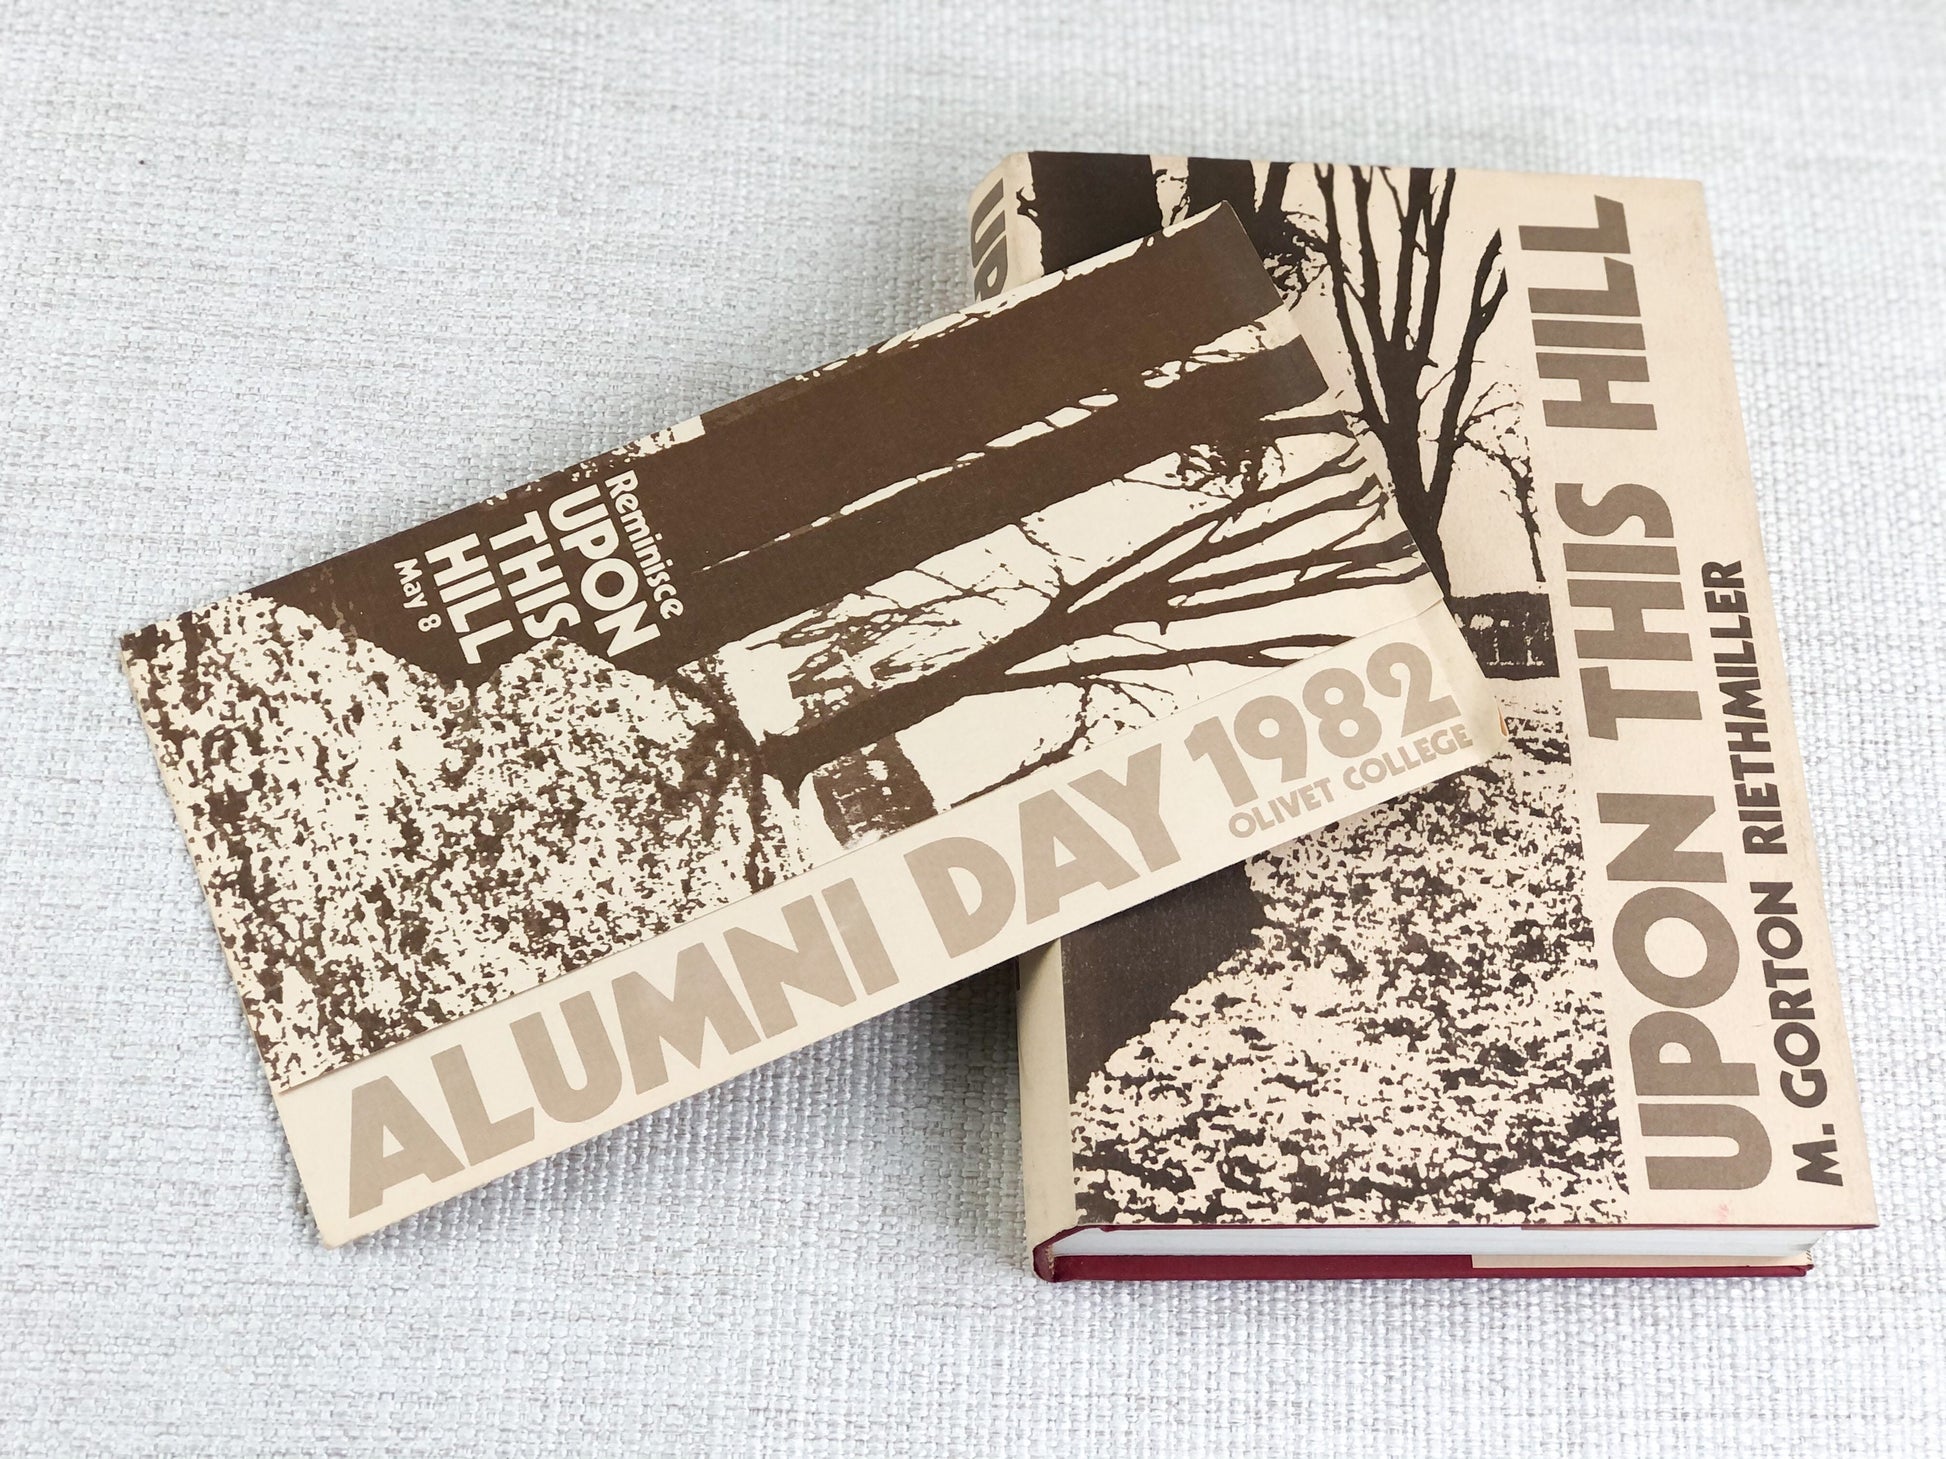 Reminisce
UPON
THIS
HILL
May 8
ALUMNI DAY 1982
OLIVET COLLEGE
UPON THIS HILL
M. GORTON RIETHMILLER